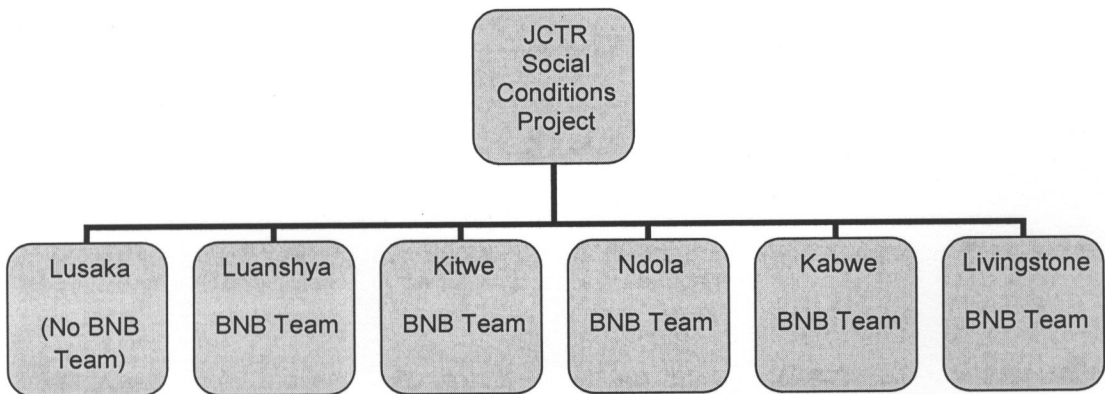 JCTR
Social
Conditions
Project
Lusaka
(No BNB
Team)
Luanshya
BNB Team
Kitwe
BNB Team
Ndola
BNB Team
Kabwe
BNB Team
Livingstone
BNB Team